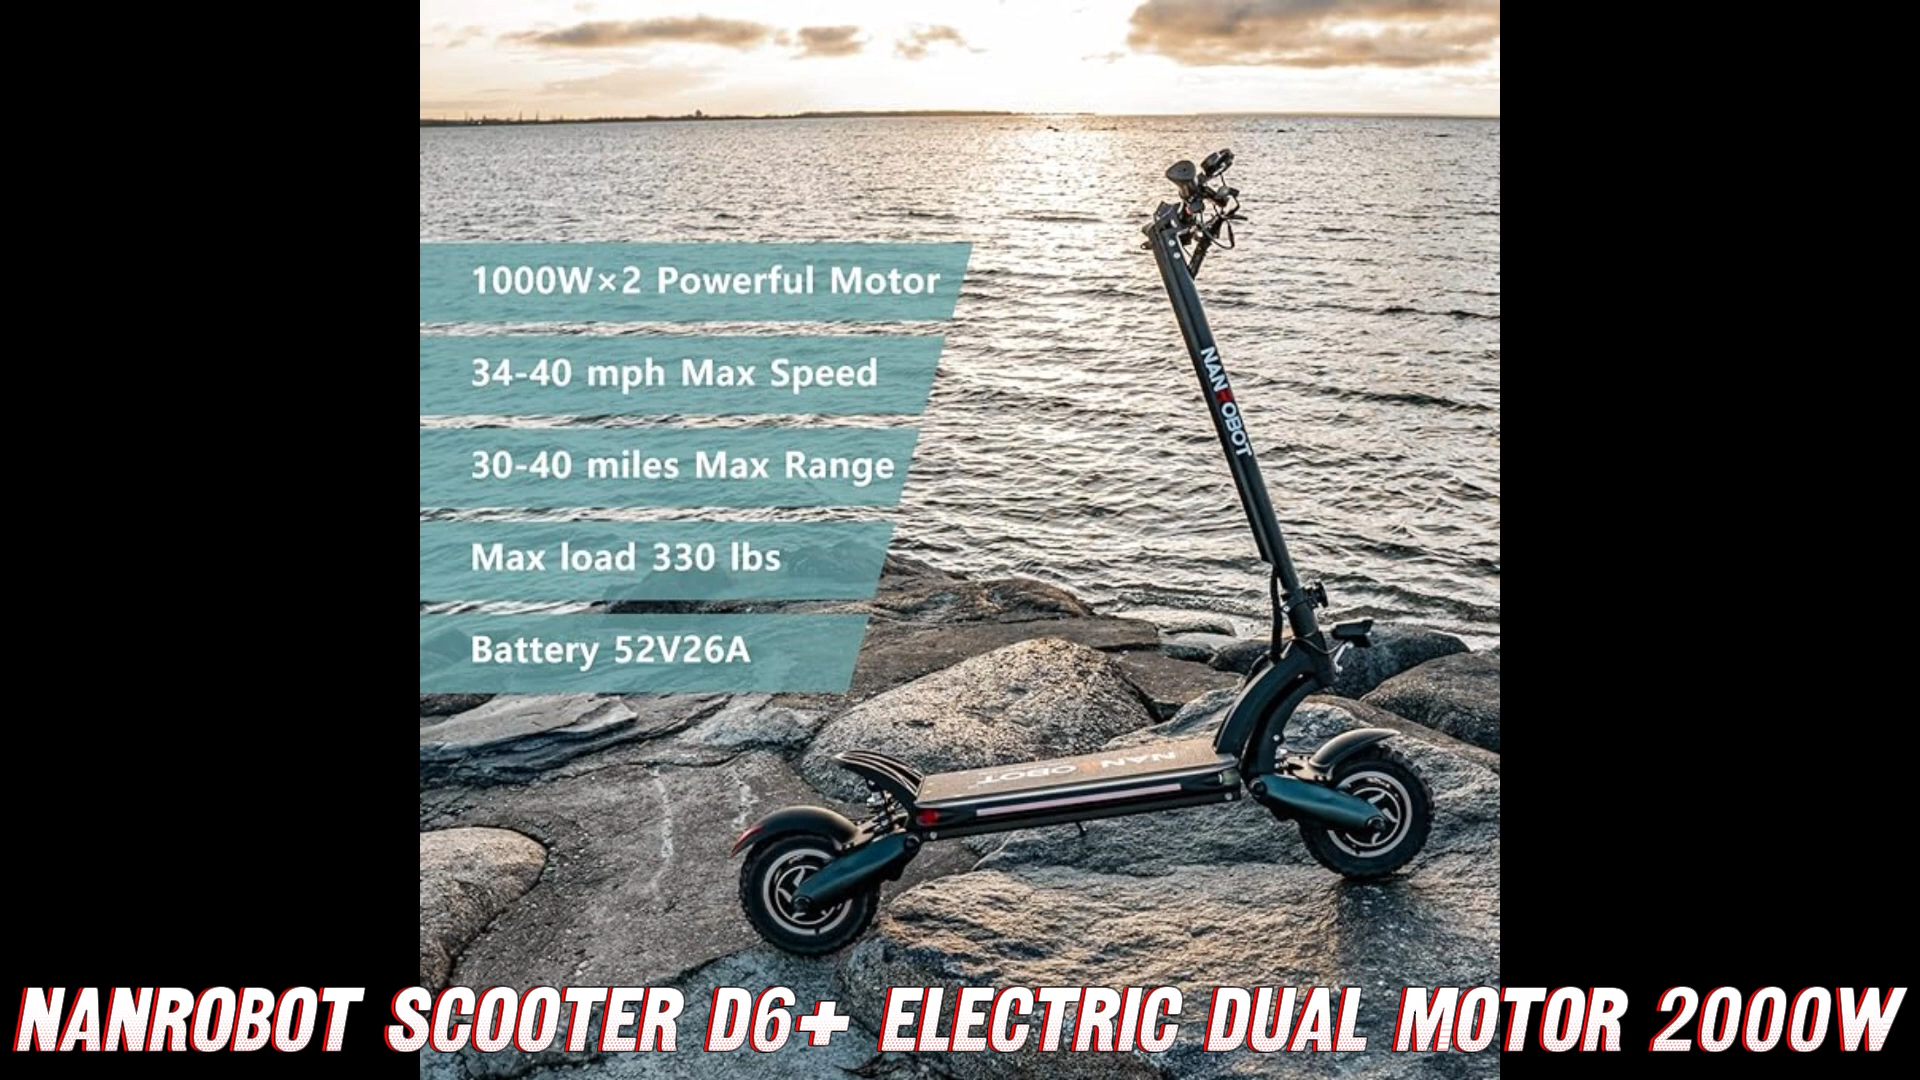 1000W×2 Powerful Motor
34-40 mph Max Speed
30-40 miles Max Range
Max load 330 lbs
Battery 52V26A
NANROBOT
NANROBOT
NANROBOT SCOOTER D6+ ELECTRIC DUAL MOTOR 2000W